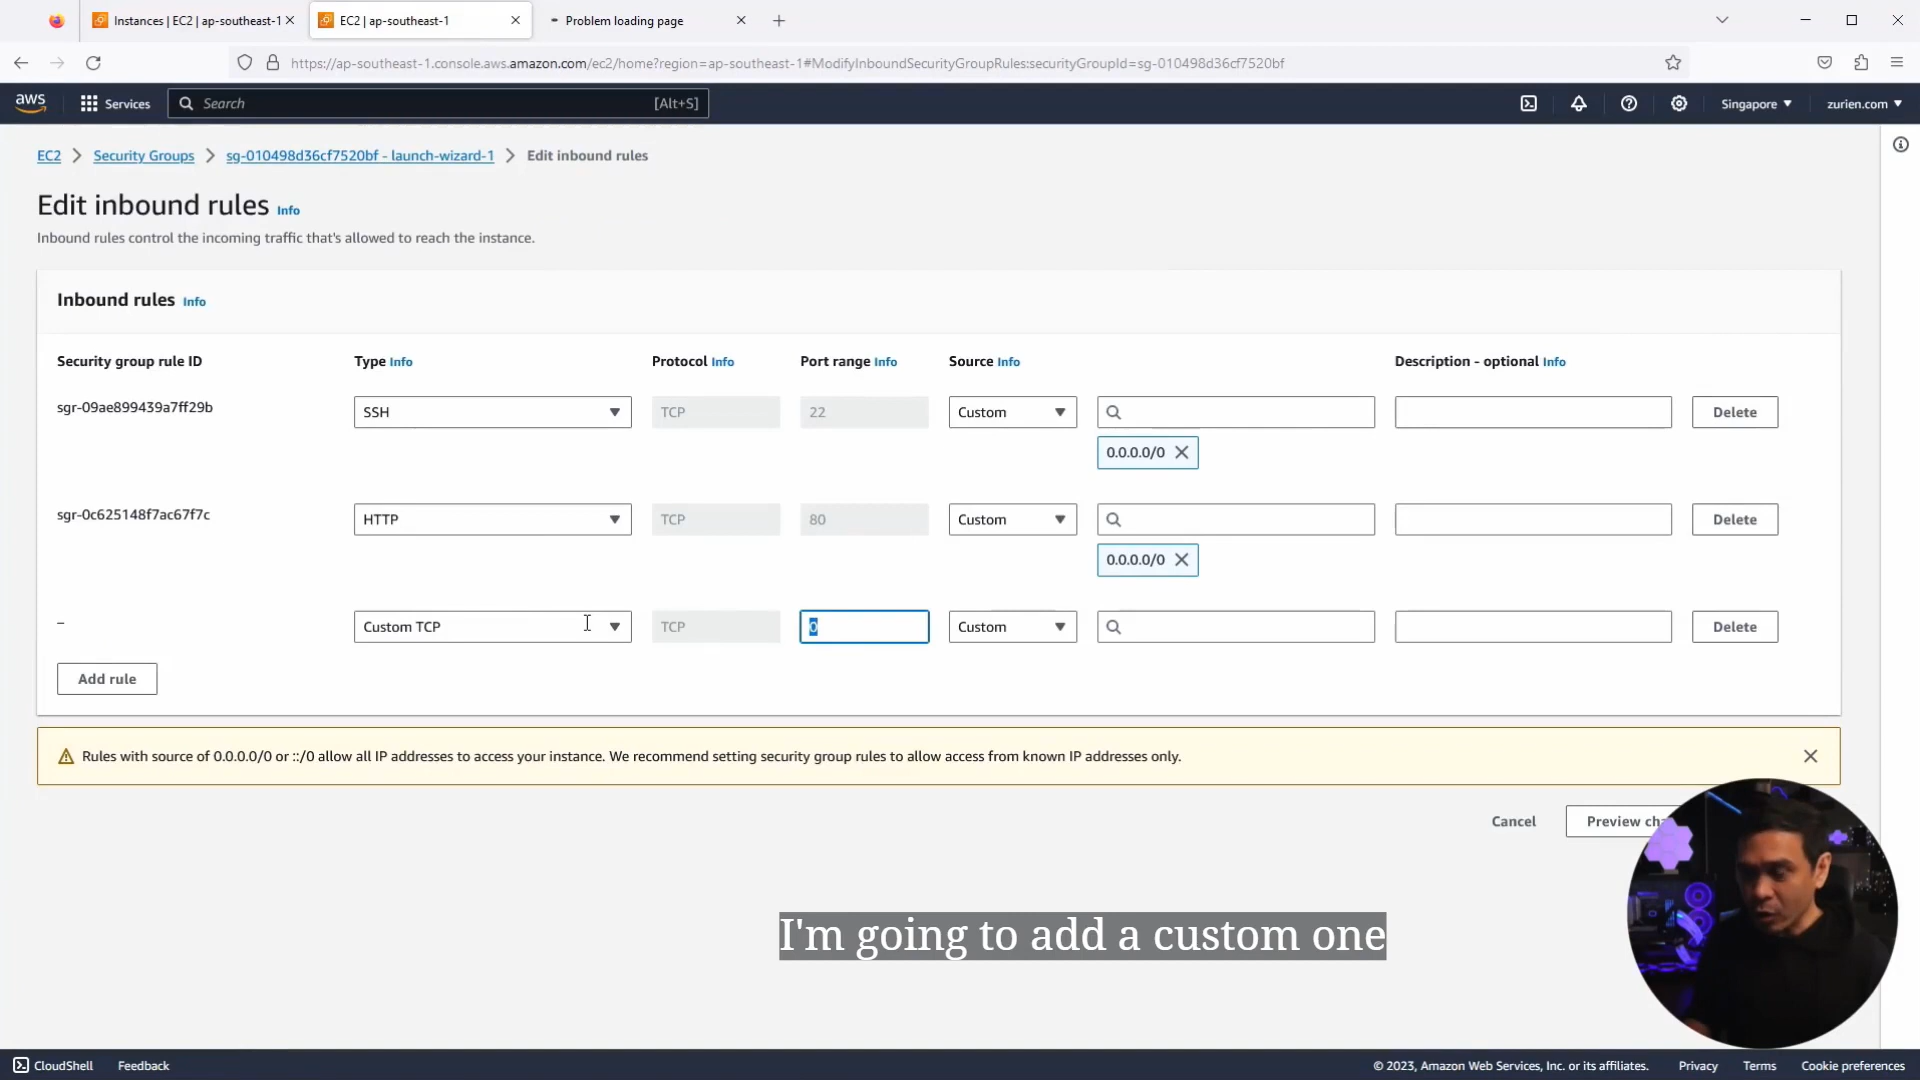 Instances | EC2 | ap-southeast-1
EC2 | ap-southeast-1
Problem loading page
https://ap-southeast-1.console.aws.amazon.com/ec2/home?region=ap-southeast-1#ModifyInboundSecurityGroupRules:securityGroupId=sg-010498d36cf7520bf
aws
Services
Search
[Alt+S]
Singapore
zurien.com
EC2
Security Groups
sg-010498d36cf7520bf - launch-wizard-1
Edit inbound rules
Edit inbound rules Info
Inbound rules control the incoming traffic that's allowed to reach the instance.
Inbound rules Info
Security group rule ID
Type Info
Protocol Info
Port range Info
Source Info
Description - optional Info
sgr-09ae899439a7ff29b
SSH
TCP
22
Custom
Delete
0.0.0.0/0
sgr-0c625148f7ac67f7c
HTTP
TCP
80
Custom
Delete
0.0.0.0/0
–
Custom TCP
TCP
0
Custom
Delete
Add rule
Rules with source of 0.0.0.0/0 or ::/0 allow all IP addresses to access your instance. We recommend setting security group rules to allow access from known IP addresses only.
Cancel
Preview cha
I'm going to add a custom one
CloudShell
Feedback
© 2023, Amazon Web Services, Inc. or its affiliates.
Privacy
Terms
Cookie preferences